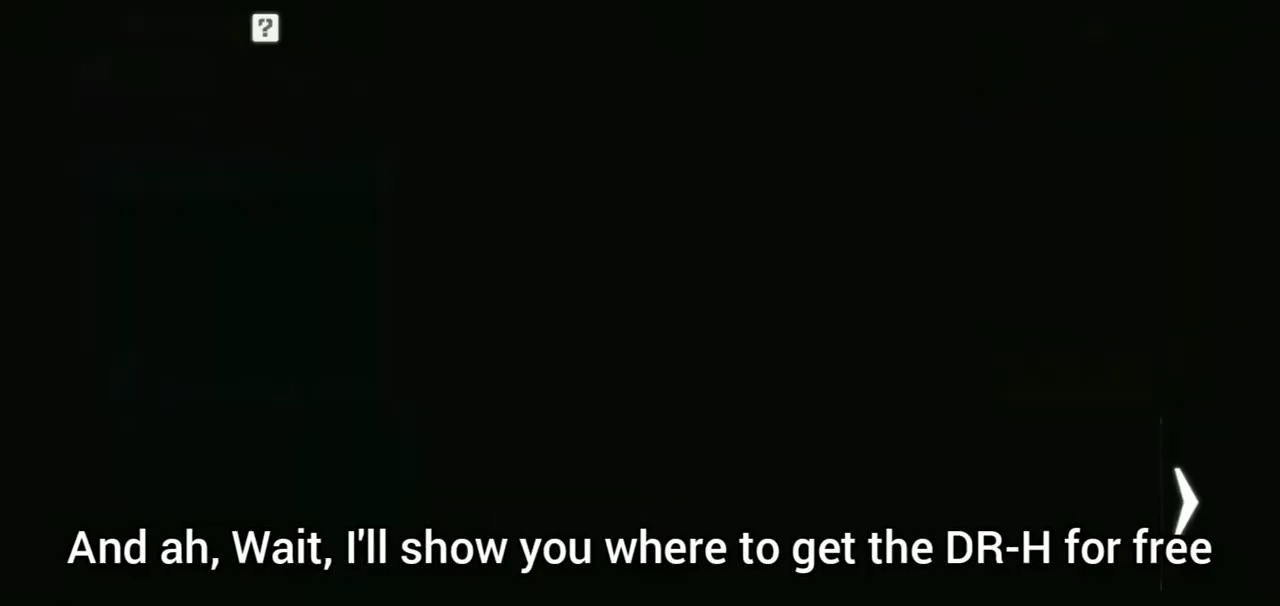 ?
And ah, Wait, I'll show you where to get the DR-H for free